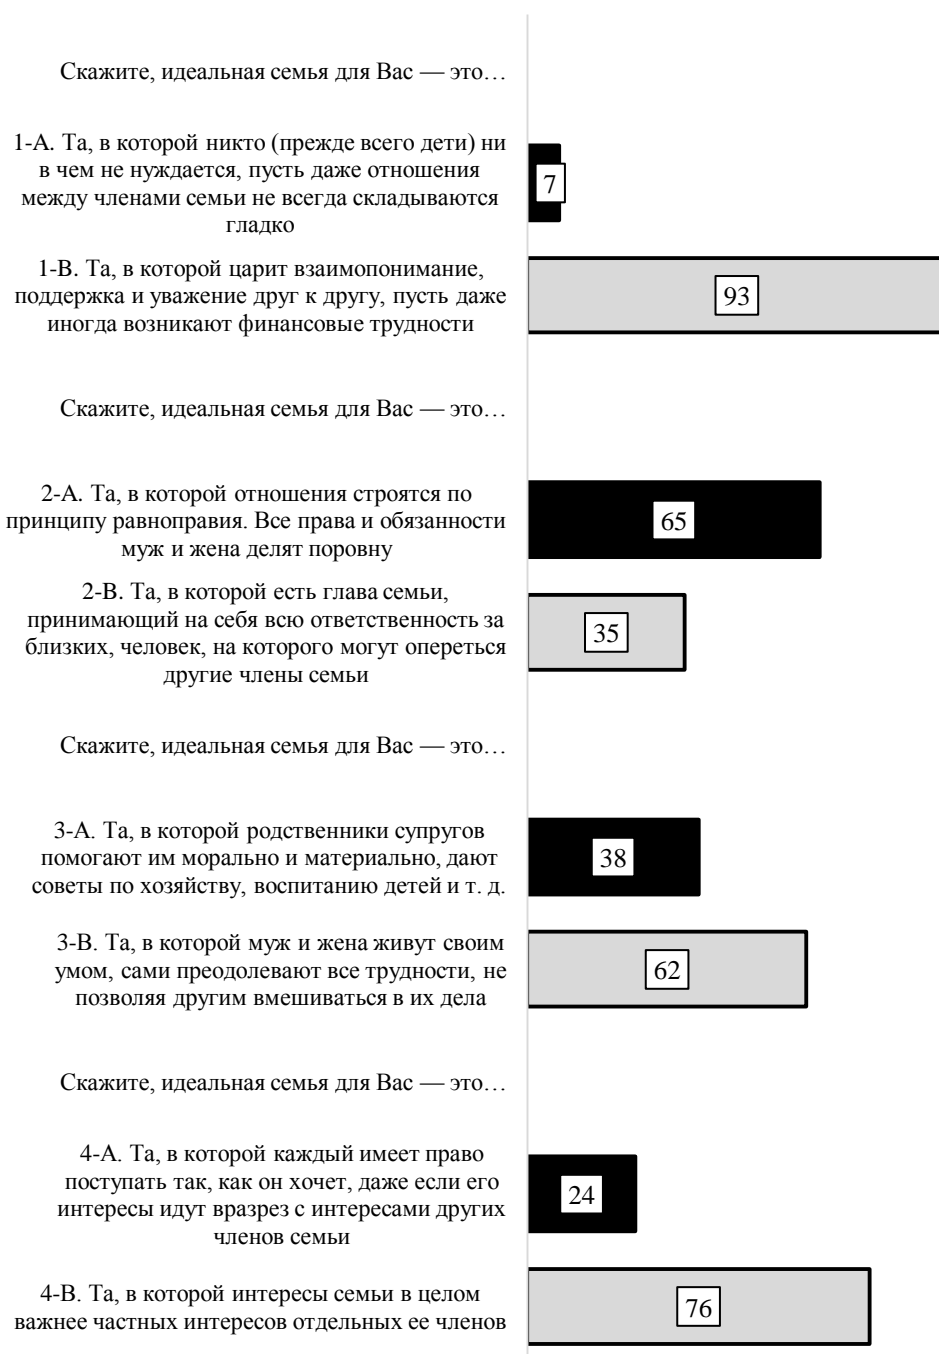 Скажите, идеальная семья для Вас — это…
1-А. Та, в которой никто (прежде всего дети) ни
в чем не нуждается, пусть даже отношения
между членами семьи не всегда складываются
гладко
7
1-В. Та, в которой царит взаимопонимание,
поддержка и уважение друг к другу, пусть даже
иногда возникают финансовые трудности
93
Скажите, идеальная семья для Вас — это…
2-А. Та, в которой отношения строятся по
принципу равноправия. Все права и обязанности
муж и жена делят поровну
65
2-В. Та, в которой есть глава семьи,
принимающий на себя всю ответственность за
близких, человек, на которого могут опереться
другие члены семьи
35
Скажите, идеальная семья для Вас — это…
3-А. Та, в которой родственники супругов
помогают им морально и материально, дают
советы по хозяйству, воспитанию детей и т. д.
38
3-В. Та, в которой муж и жена живут своим
умом, сами преодолевают все трудности, не
позволяя другим вмешиваться в их дела
62
Скажите, идеальная семья для Вас — это…
4-А. Та, в которой каждый имеет право
поступать так, как он хочет, даже если его
интересы идут вразрез с интересами других
членов семьи
24
4-В. Та, в которой интересы семьи в целом
важнее частных интересов отдельных ее членов
76